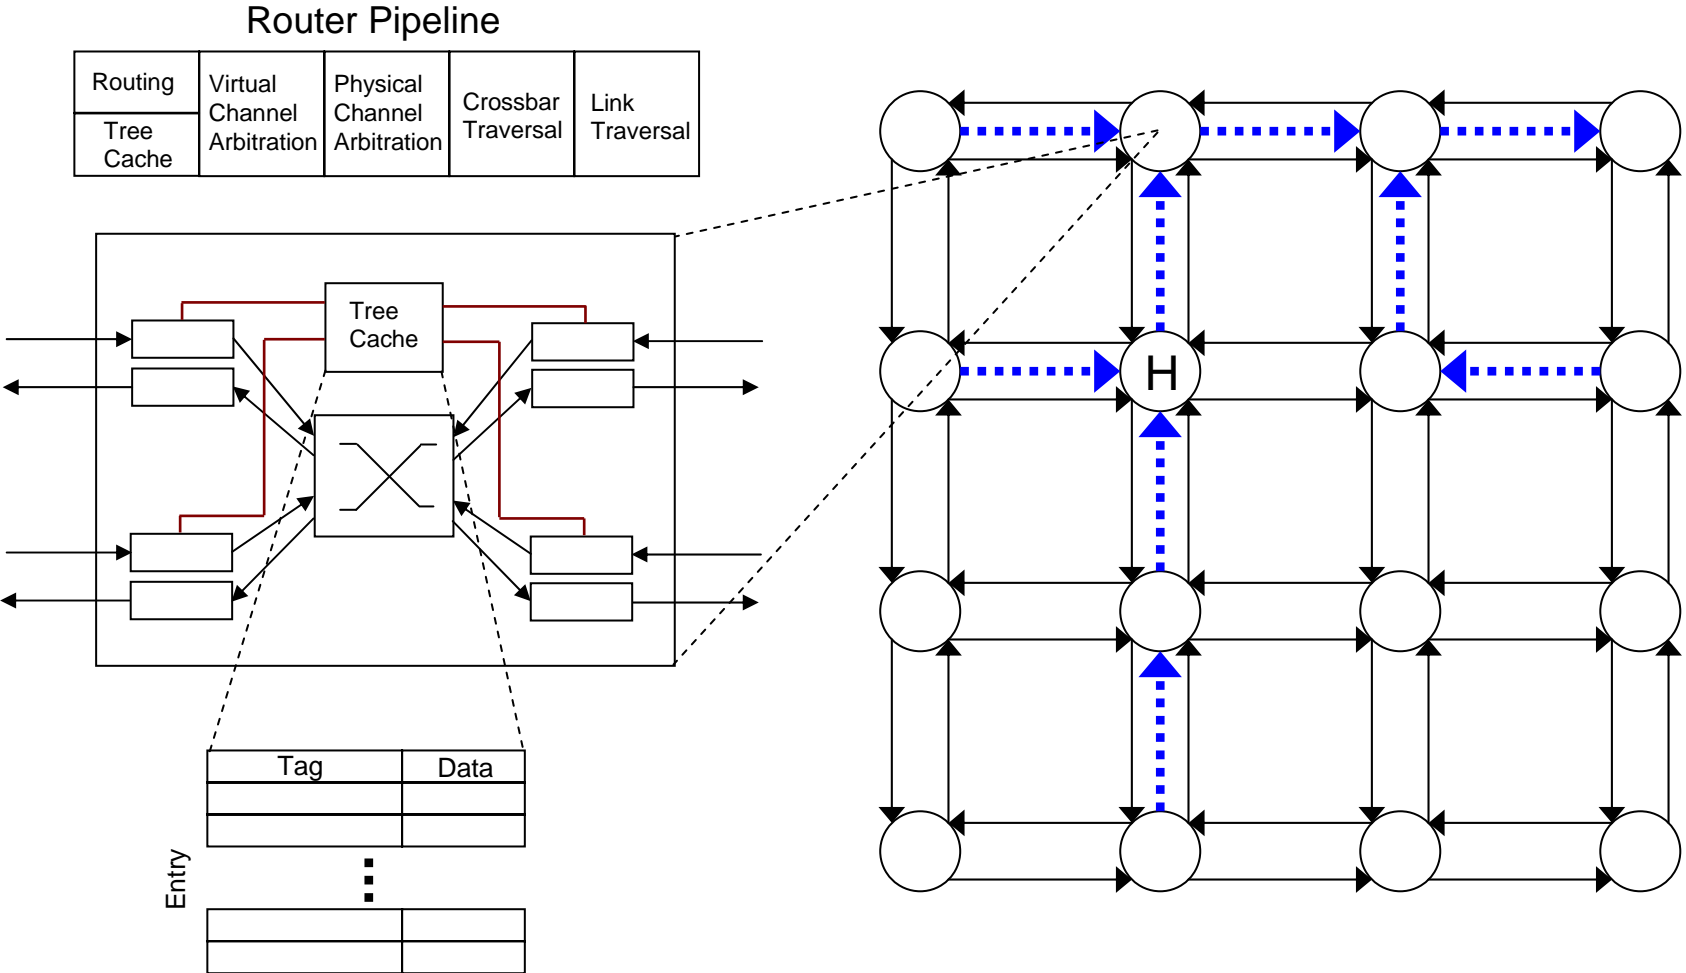 Router Pipeline
Routing
Tree
Cache
Virtual
Channel
Arbitration
Physical
Channel
Arbitration
Crossbar
Traversal
Link
Traversal
Tree
Cache
H
Tag
Data
Entry